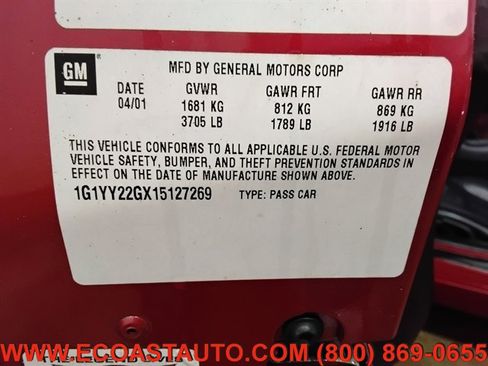 GM
MFD BY GENERAL MOTORS CORP
DATE GVWR GAWR FRT GAWR RR
04/01 1681 KG 812 KG 869 KG
3705 LB 1789 LB 1916 LB
THIS VEHICLE CONFORMS TO ALL APPLICABLE U.S. FEDERAL MOTOR
VEHICLE SAFETY, BUMPER, AND THEFT PREVENTION STANDARDS IN
EFFECT ON THE DATE OF MANUFACTURE SHOWN ABOVE.
1G1YY22GX15127269 TYPE: PASS CAR
WWW.ECOASTAUTO.COM (800) 869-0655